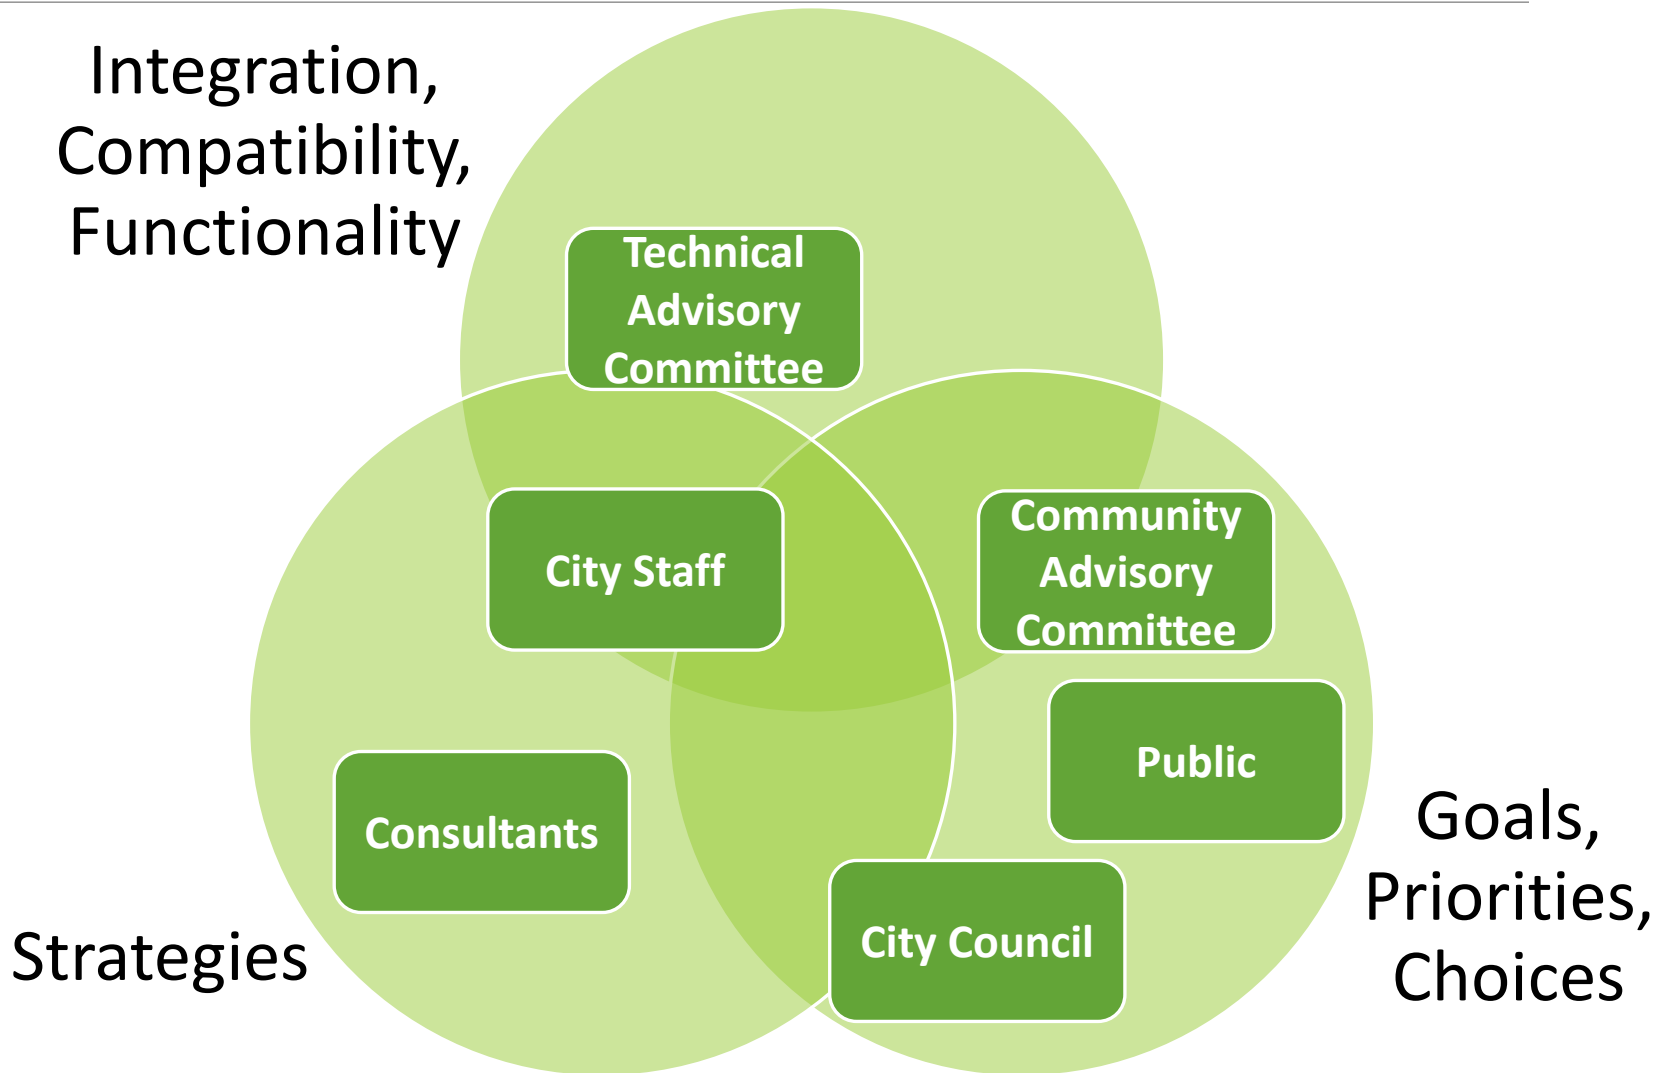 Integration,
Compatibility,
Functionality
Technical
Advisory
Committee
City Staff
Community
Advisory
Committee
Public
Consultants
City Council
Strategies
Goals,
Priorities,
Choices